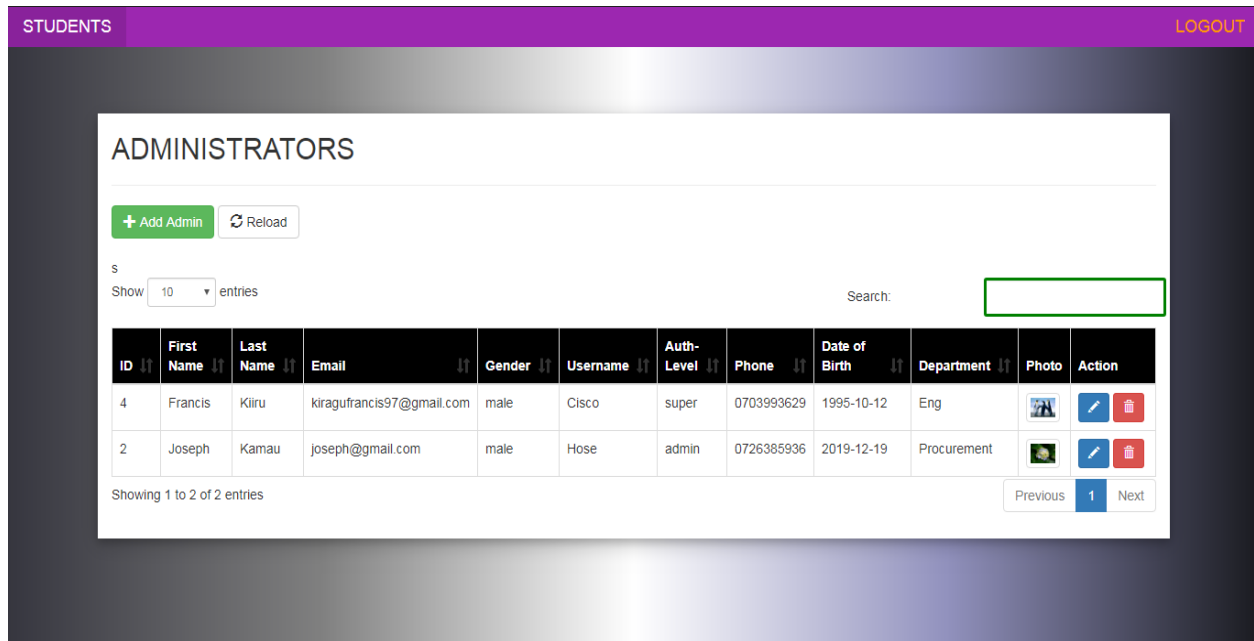 STUDENTS LOGOUT
ADMINISTRATORS
Add Admin Reload
s
Show 10 entries Search:
ID First Name Last Name Email Gender Username Auth-Level Phone Date of Birth Department Photo Action
4 Francis Kiiru kiragufrancis97@gmail.com male Cisco super 0703993629 1995-10-12 Eng
2 Joseph Kamau joseph@gmail.com male Hose admin 0726385936 2019-12-19 Procurement
Showing 1 to 2 of 2 entries Previous 1 Next